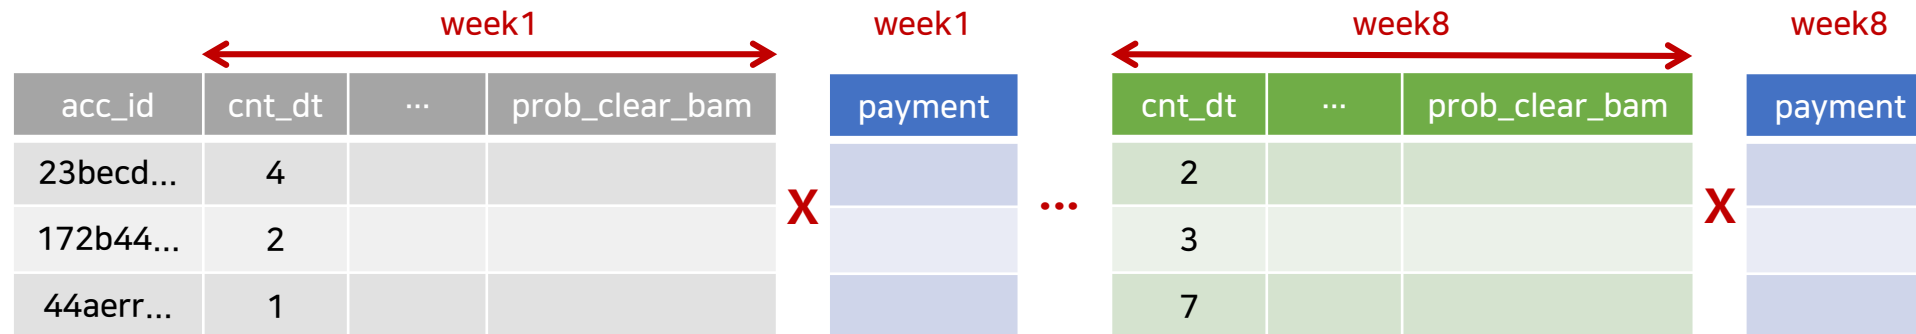 week1 week1 week8 week8
acc_id cnt_dt ... prob_clear_bam payment cnt_dt ... prob_clear_bam payment
23becd... 4 2
X ... X
172b44... 2 3
44aerr... 1 7